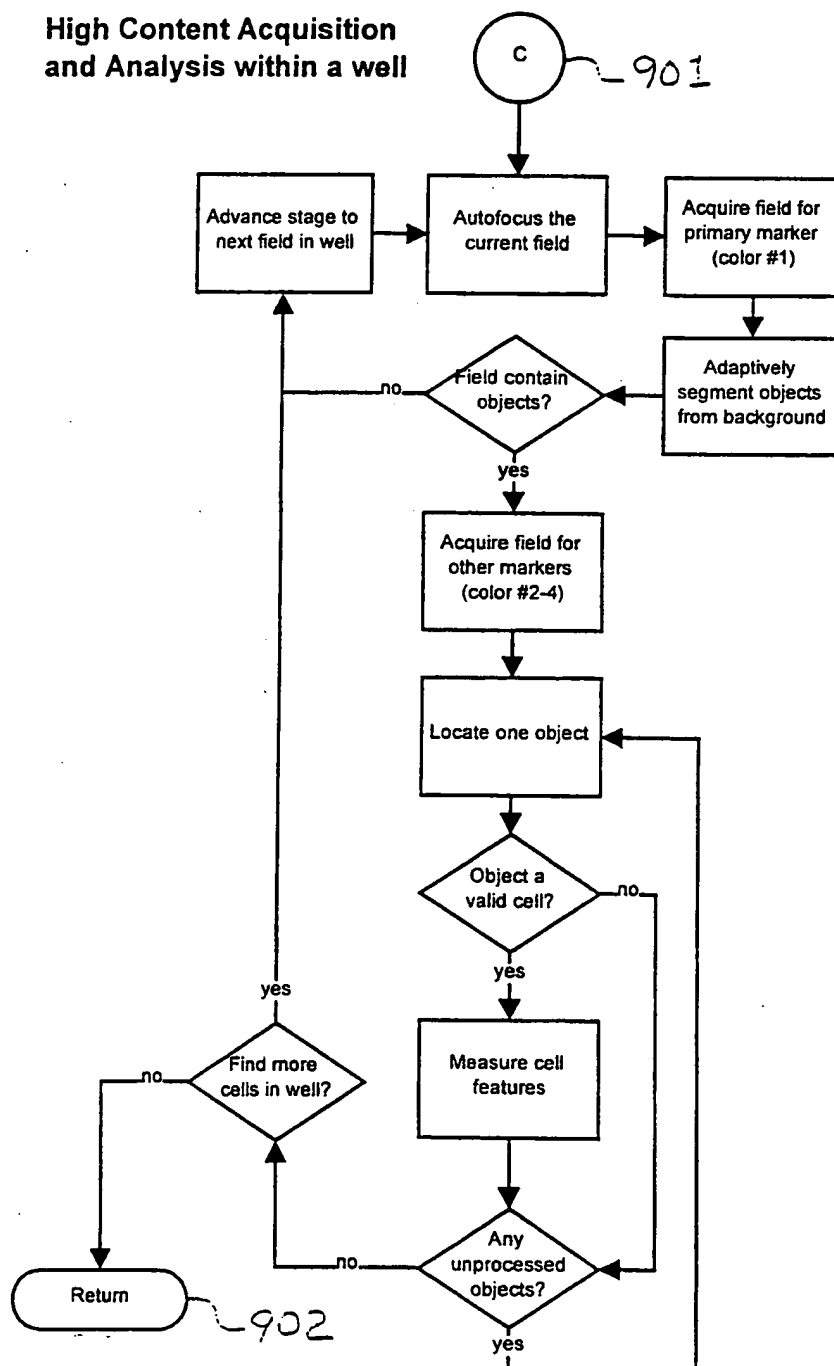 High Content Acquisition
and Analysis within a well
C
901
Advance stage to
next field in well
Autofocus the
current field
Acquire field for
primary marker
(color #1)
Adaptively
segment objects
from background
Field contain
objects?
no
yes
Acquire field for
other markers
(color #2-4)
Locate one object
Object a
valid cell?
no
yes
Measure cell
features
yes
Find more
cells in well?
no
Any
unprocessed
objects?
no
yes
Return
902